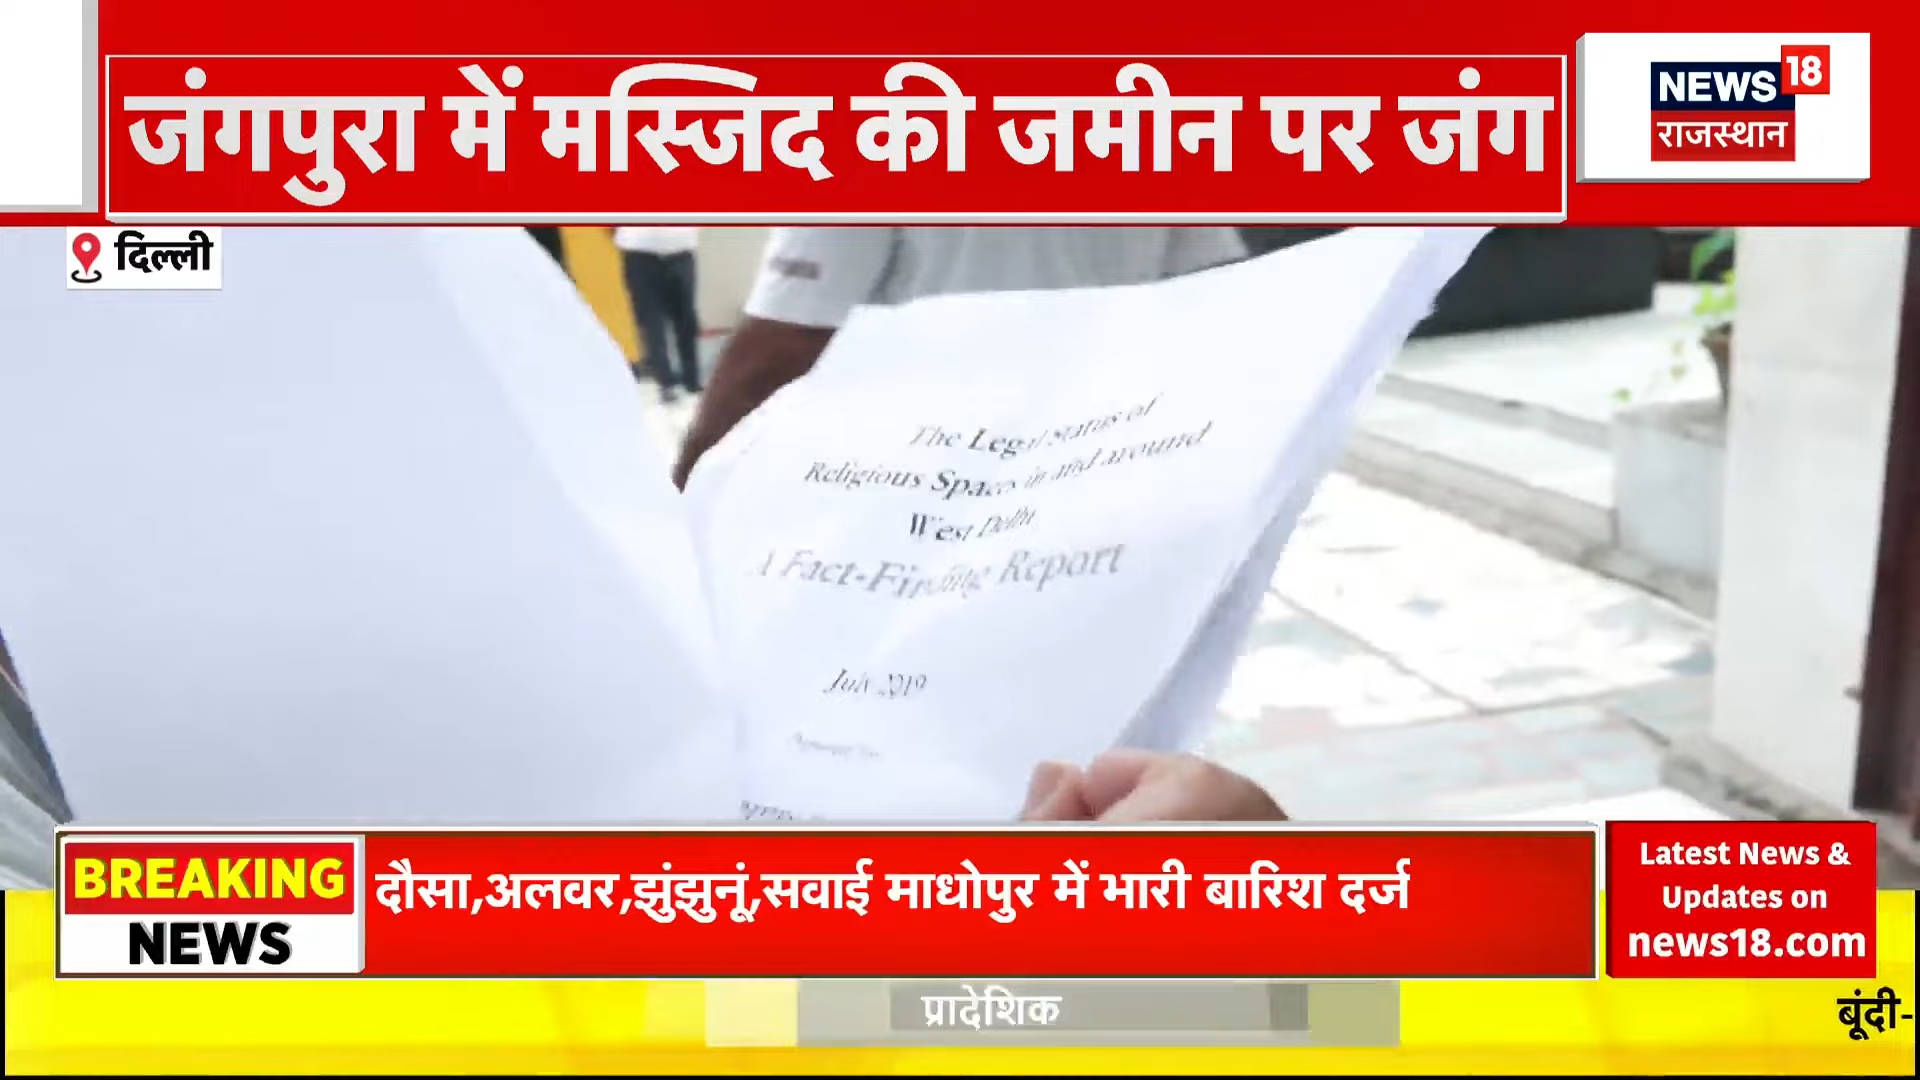 जंगपुरा में मस्जिद की जमीन पर जंग
NEWS 18
राजस्थान
दिल्ली
The Legal Status of
Religious Spaces in and around
West Delhi
A Fact-Finding Report
July 2019
BREAKING
NEWS
दौसा,अलवर,झुंझुनूं,सवाई माधोपुर में भारी बारिश दर्ज
Latest News &
Updates on
news18.com
प्रादेशिक
बूंदी-